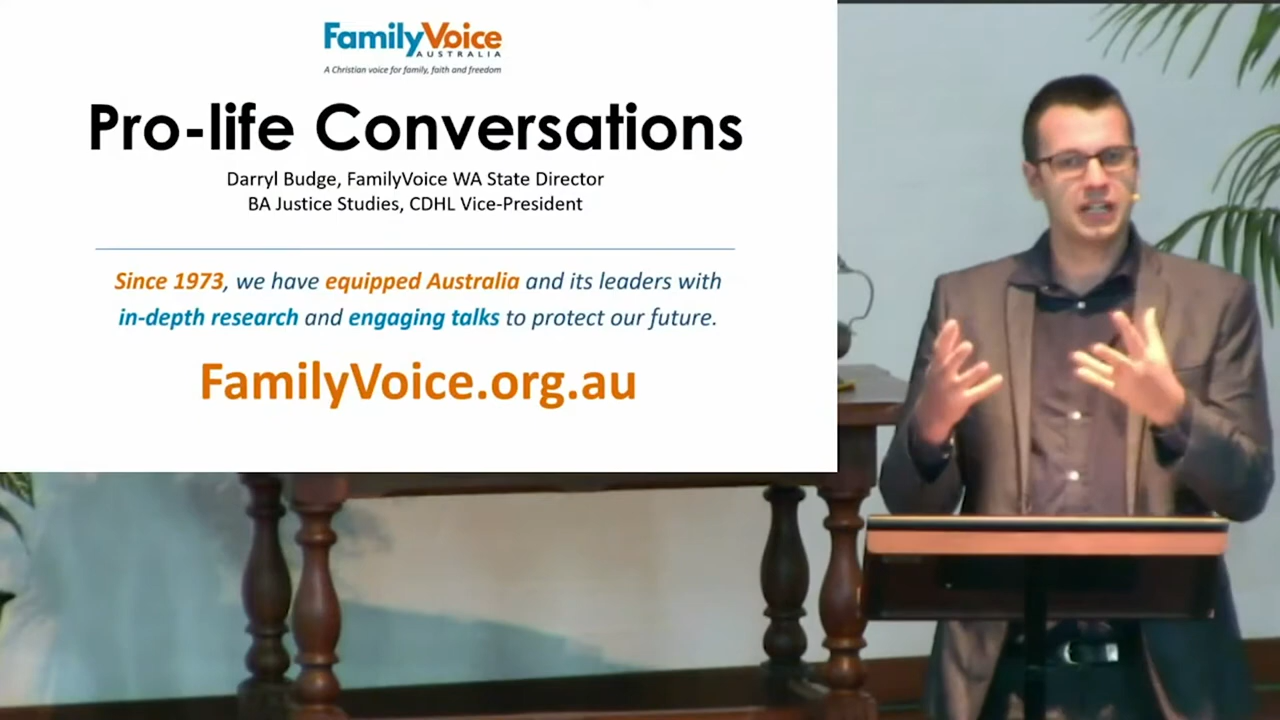 FamilyVoice
AUSTRALIA
A Christian voice for family, faith and freedom
Pro-life Conversations
Darryl Budge, FamilyVoice WA State Director
BA Justice Studies, CDHL Vice-President
Since 1973, we have equipped Australia and its leaders with
in-depth research and engaging talks to protect our future.
FamilyVoice.org.au